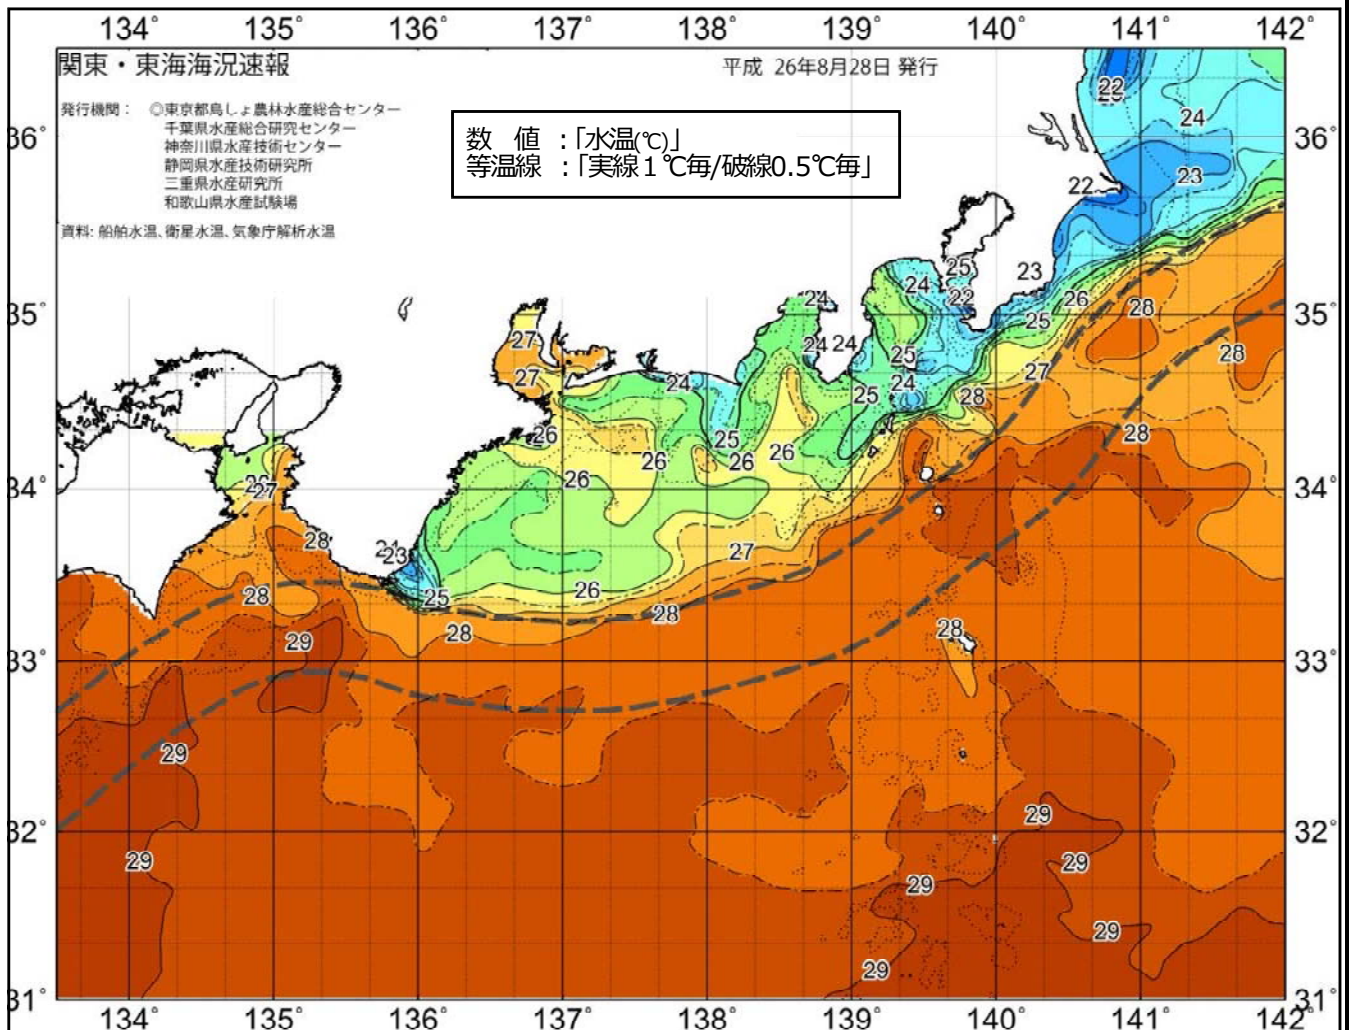 134° 135° 136° 137° 138° 139° 140° 141° 142°
関東・東海海況速報
平成 26年8月28日 発行
発行機関： ◎東京都島しょ農林水産総合センター
千葉県水産総合研究センター
神奈川県水産技術センター
静岡県水産技術研究所
三重県水産研究所
和歌山県水産試験場
資料: 船舶水温、衛星水温、気象庁解析水温
数 値 ：「水温(℃)」
等温線 ：「実線１℃毎/破線0.5℃毎」
22
24
36° 36°
23
22
25 23
24
22 26
24 28
35° 25 35°
27 24 24 28
25
27 24 24 27
25 28
26 25 28
26 26 26
26
27 34° 34°
28
23 27
28 25 26
28 28
28
29
33° 33°
29
29
32° 32°
29 29
29
29
29
31° 31°
134° 135° 136° 137° 138° 139° 140° 141° 142°